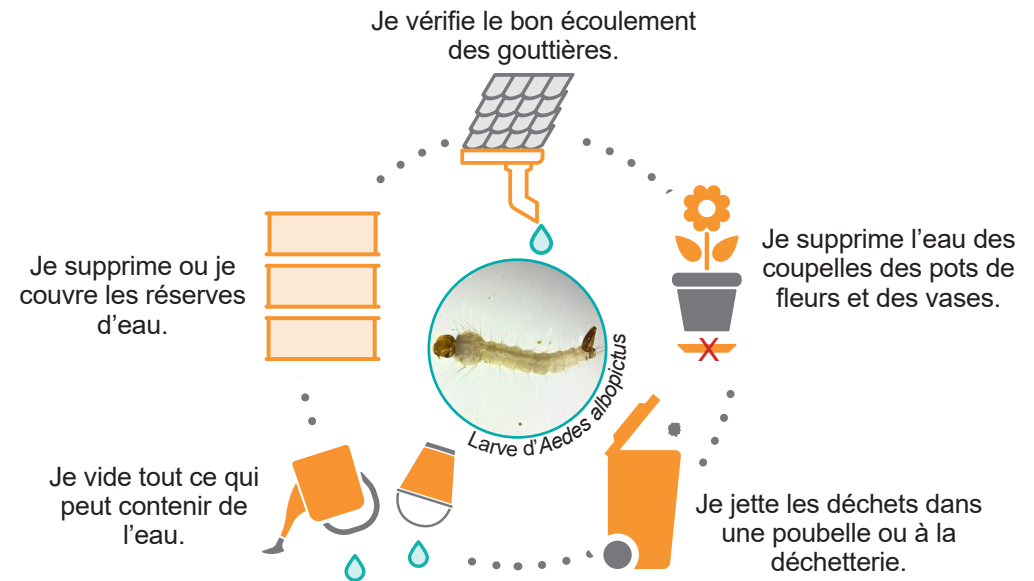 Je vérifie le bon écoulement
des gouttières.
Je supprime l'eau des
coupelles des pots de
fleurs et des vases.
Je supprime ou je
couvre les réserves
d'eau.
Larve d'Aedes albopictus
Je vide tout ce qui
peut contenir de
l'eau.
Je jette les déchets dans
une poubelle ou à la
déchetterie.